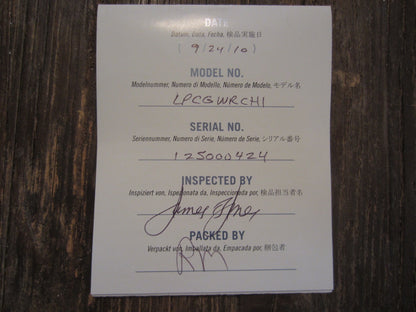 DATE
Datum, Data, Fecha, 検品実施日
( 9/24/10 )
MODEL NO.
Modelnummer, Numero di Modello, Número de Modelo, モデル名
LPCGWRCH1
SERIAL NO.
Seriennummer, Numero di Serie, Número de Serie, シリアル番号
125000424
INSPECTED BY
Inspiziert von, Ispezionata da, Inspeccionada por, 検品担当者名
James
PACKED BY
Verpackt von, Imballata da, Empacada por, 梱包者
RM